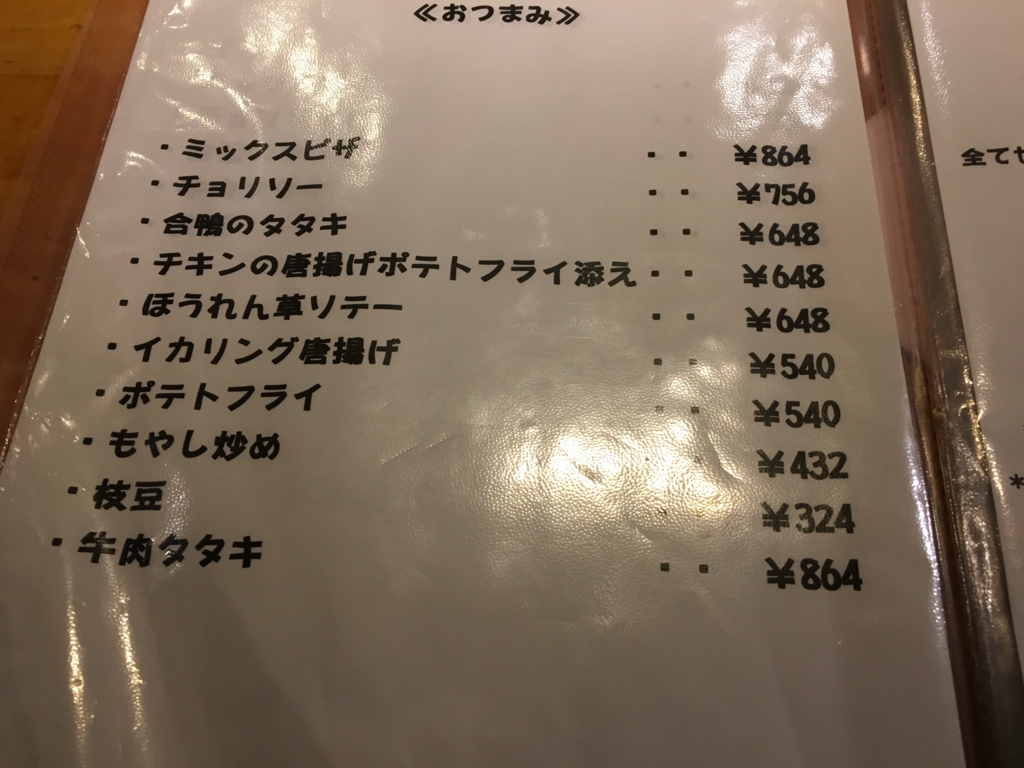 ≪おつまみ≫
・ミックスピザ ・・ ¥864
・チョリソー ・・ ¥756
・合鴨のタタキ ・・ ¥648
・チキンの唐揚げポテトフライ添え ・・ ¥648
・ほうれん草ソテー ・・ ¥648
・イカリング唐揚げ ・・ ¥540
・ポテトフライ ・・ ¥540
・もやし炒め ・・ ¥432
・枝豆 ¥324
・牛肉タタキ ・・ ¥864
全てセ
*